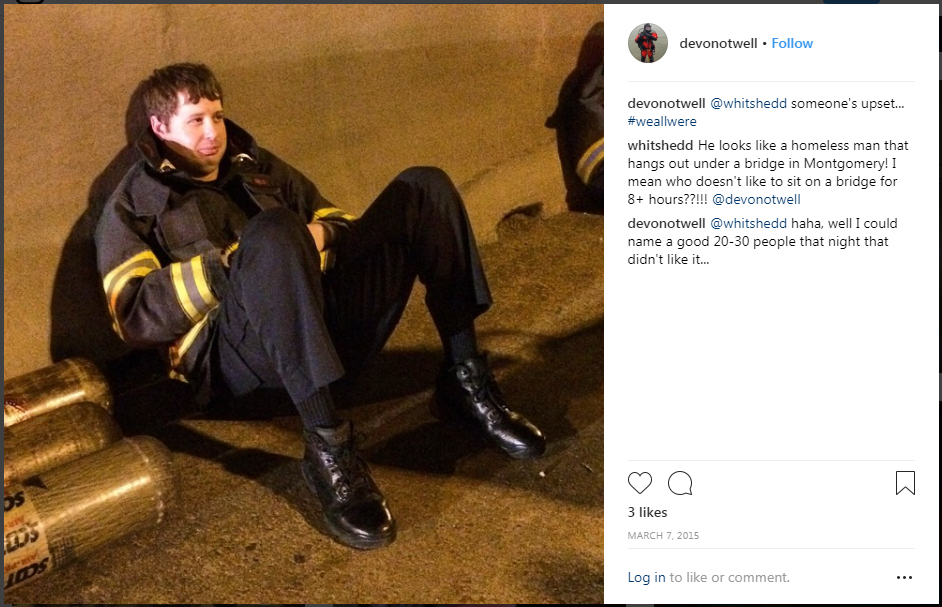 devonotwell • Follow
devonotwell @whitshedd someone's upset...
#weallwere
whitshedd He looks like a homeless man that
hangs out under a bridge in Montgomery! I
mean who doesn't like to sit on a bridge for
8+ hours??!!! @devonotwell
devonotwell @whitshedd haha, well I could
name a good 20-30 people that night that
didn't like it...
3 likes
MARCH 7, 2015
Log in to like or comment.
SCOTT